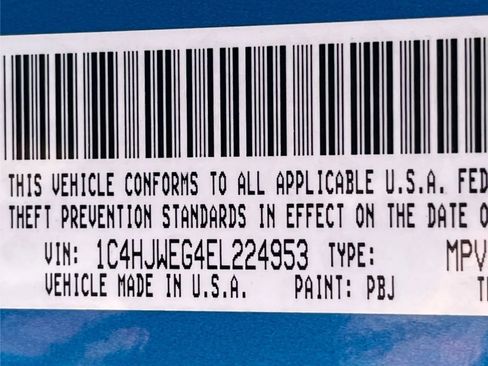 THIS VEHICLE CONFORMS TO ALL APPLICABLE U.S.A. FED
THEFT PREVENTION STANDARDS IN EFFECT ON THE DATE O
VIN: 1C4HJWEG4EL224953 TYPE: MPV
VEHICLE MADE IN U.S.A. PAINT: PBJ T